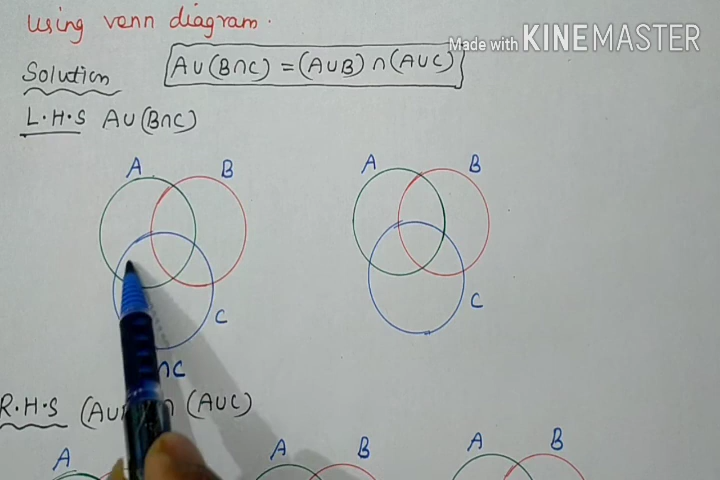 using venn diagram.
Made with KINEMASTER
Solution A∪(B∩C) = (A∪B) ∩ (A∪C)
L.H.S A∪(B∩C)
A B A B
C C
∩C
R.H.S (A∪ ∩ (A∪C)
A A B A B